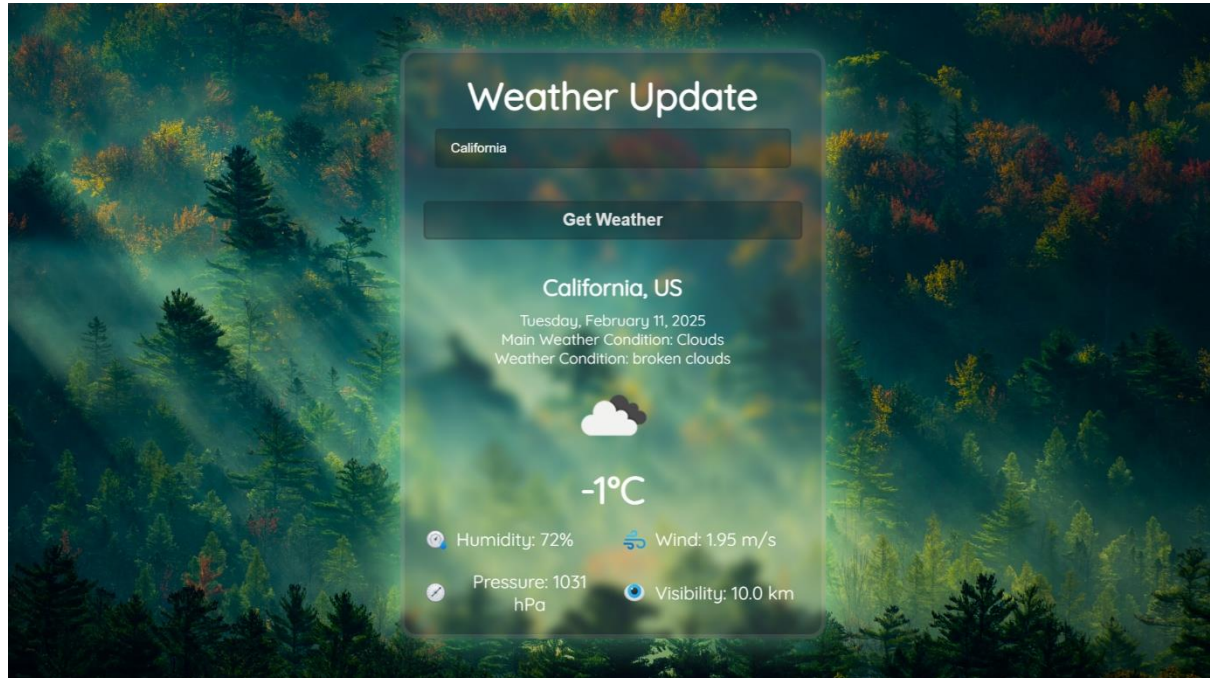 Weather Update
California
Get Weather
California, US
Tuesday, February 11, 2025
Main Weather Condition: Clouds
Weather Condition: broken clouds
-1°C
Humidity: 72%
Wind: 1.95 m/s
Pressure: 1031
hPa
Visibility: 10.0 km